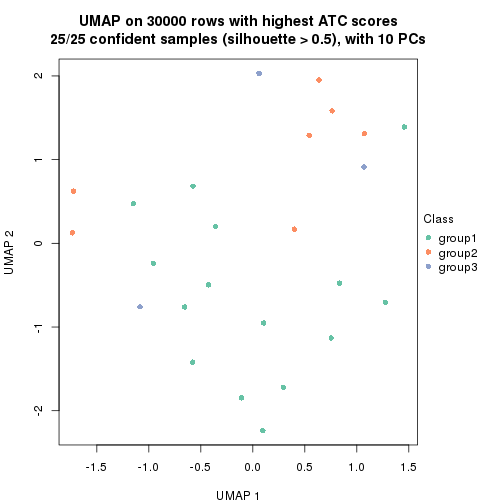 UMAP on 30000 rows with highest ATC scores
25/25 confident samples (silhouette > 0.5), with 10 PCs
2
1
0
-1
-2
UMAP 2
-1.5 -1.0 -0.5 0.0 0.5 1.0 1.5
UMAP 1
Class
group1
group2
group3